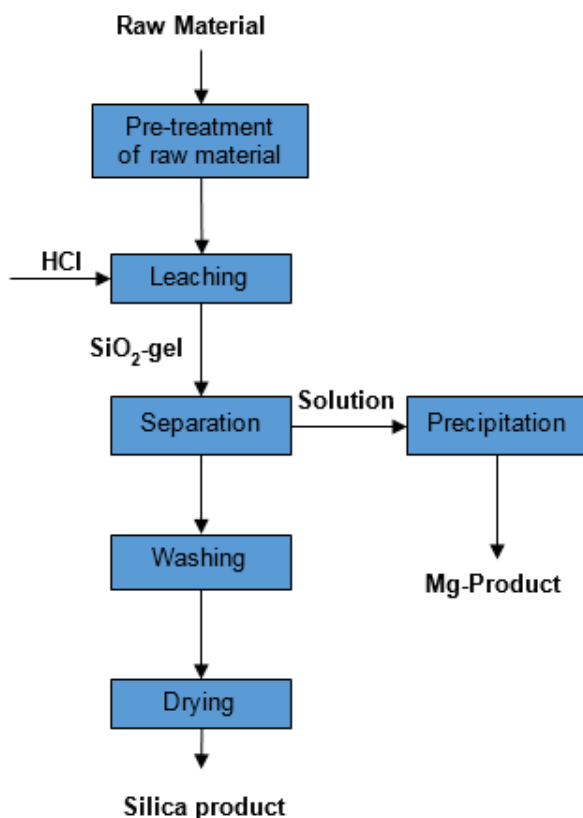 Raw Material
Pre-treatment
of raw material
HCl
Leaching
SiO₂-gel
Separation
Solution
Precipitation
Washing
Mg-Product
Drying
Silica product